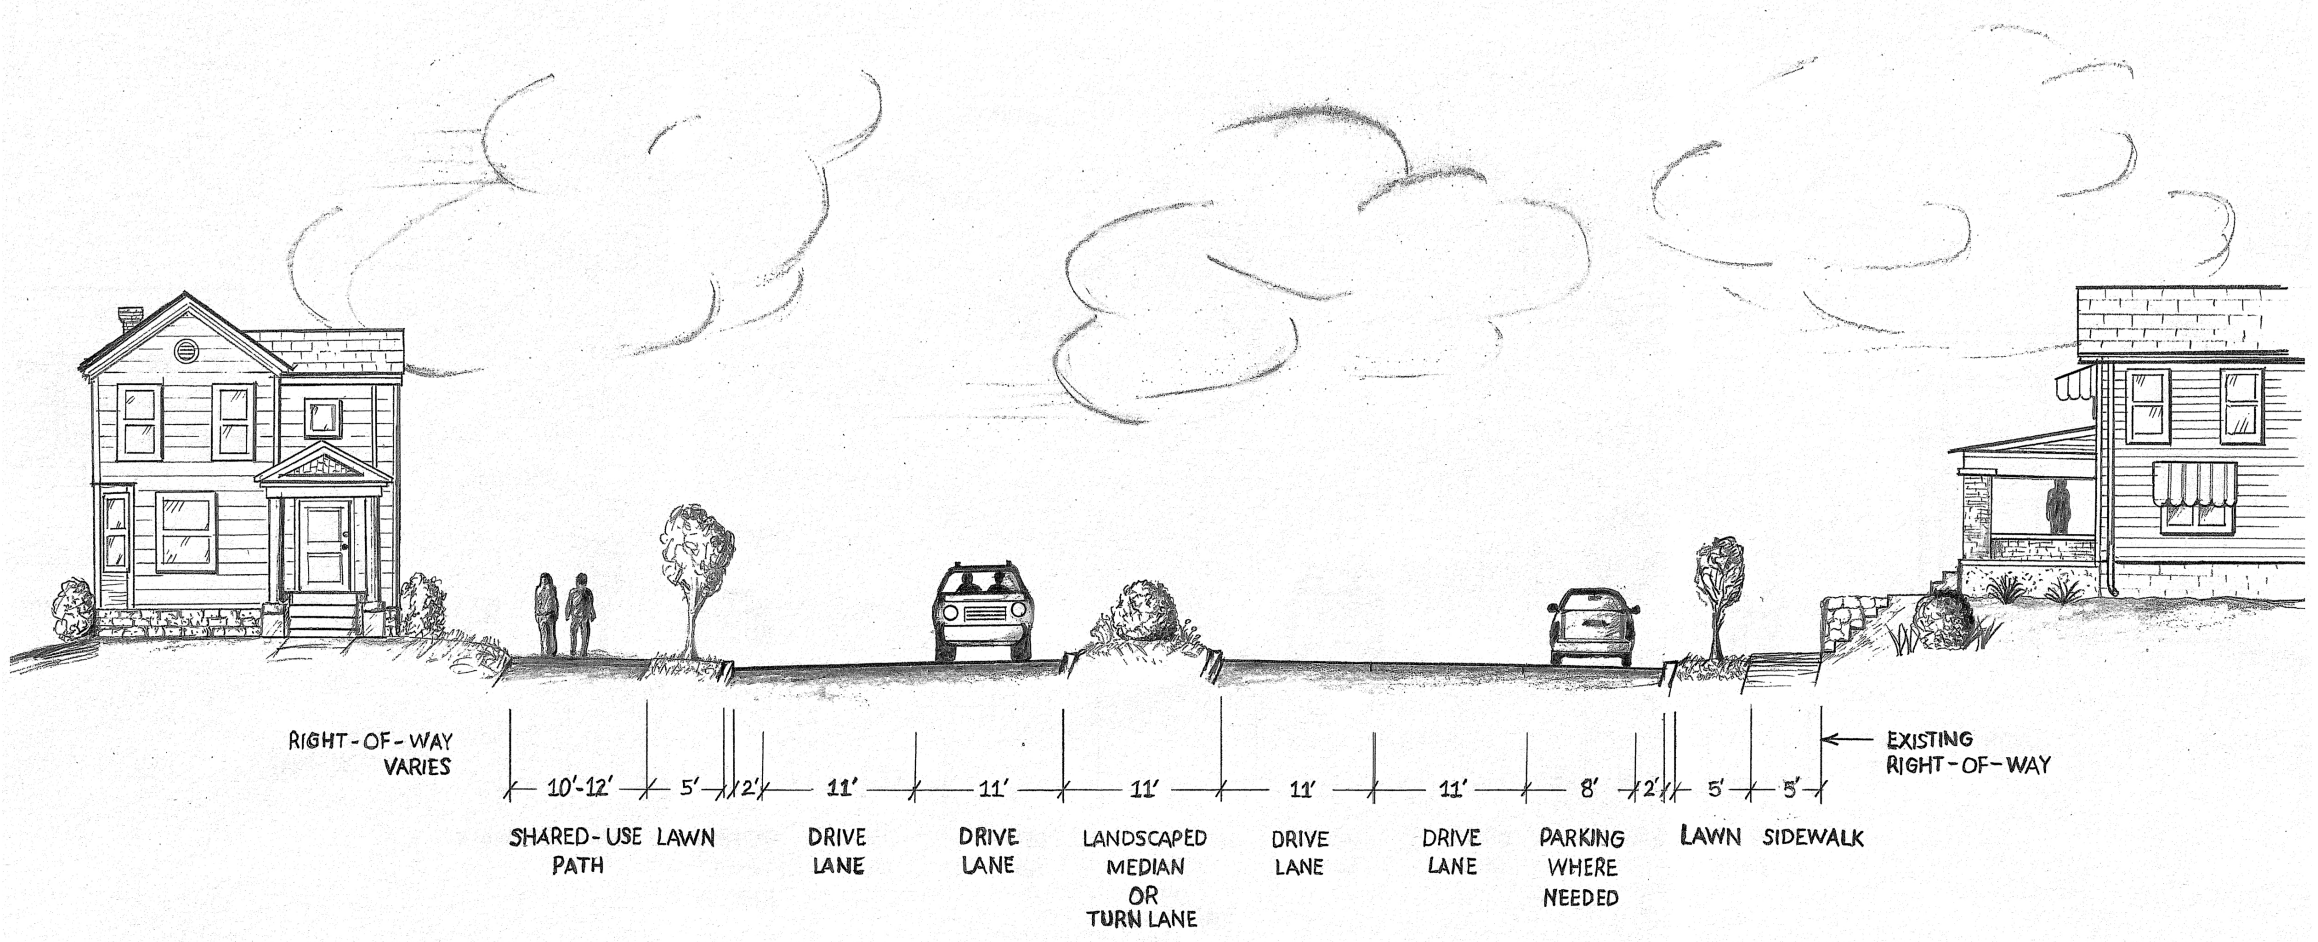 RIGHT-OF-WAY
VARIES
EXISTING
RIGHT-OF-WAY
10'-12' 5' 2' 11' 11' 11' 11' 11' 8' 2' 5' 5'
SHARED-USE
PATH
LAWN
DRIVE
LANE
DRIVE
LANE
LANDSCAPED
MEDIAN
OR
TURN LANE
DRIVE
LANE
DRIVE
LANE
PARKING
WHERE
NEEDED
LAWN
SIDEWALK